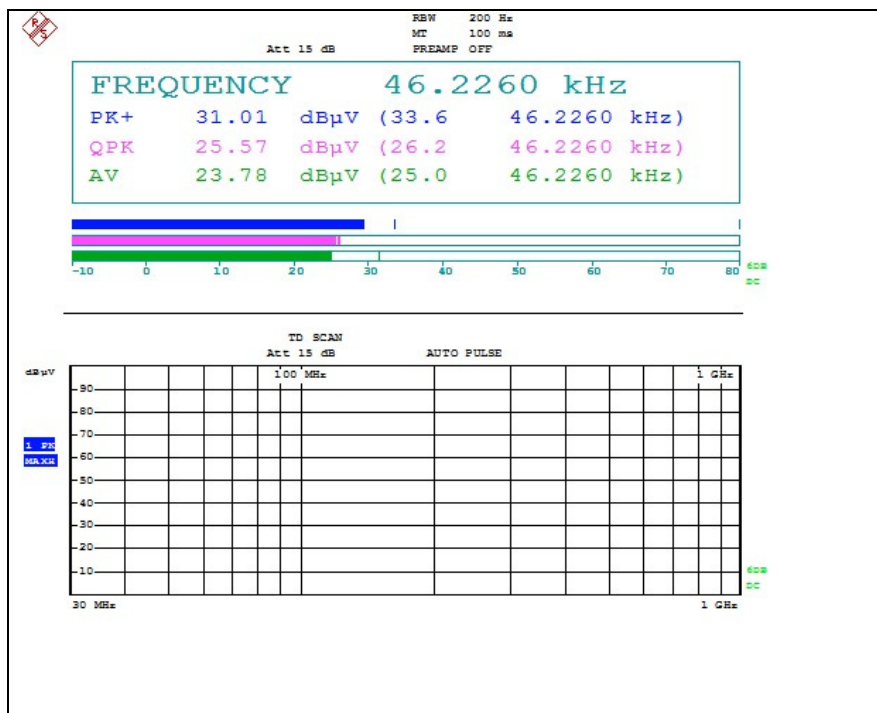 R S
RBW 200 Hz
MT 100 ms
Att 15 dB PREAMP OFF
FREQUENCY 46.2260 kHz
PK+ 31.01 dBµV (33.6 46.2260 kHz)
QPK 25.57 dBµV (26.2 46.2260 kHz)
AV 23.78 dBµV (25.0 46.2260 kHz)
-10 0 10 20 30 40 50 60 70 80
6DB
DC
TD SCAN
Att 15 dB AUTO PULSE
dBµV 100 MHz 1 GHz
90
80
70
1 PK
MAXH 60
50
40
30
20
10 6DB
DC
30 MHz 1 GHz